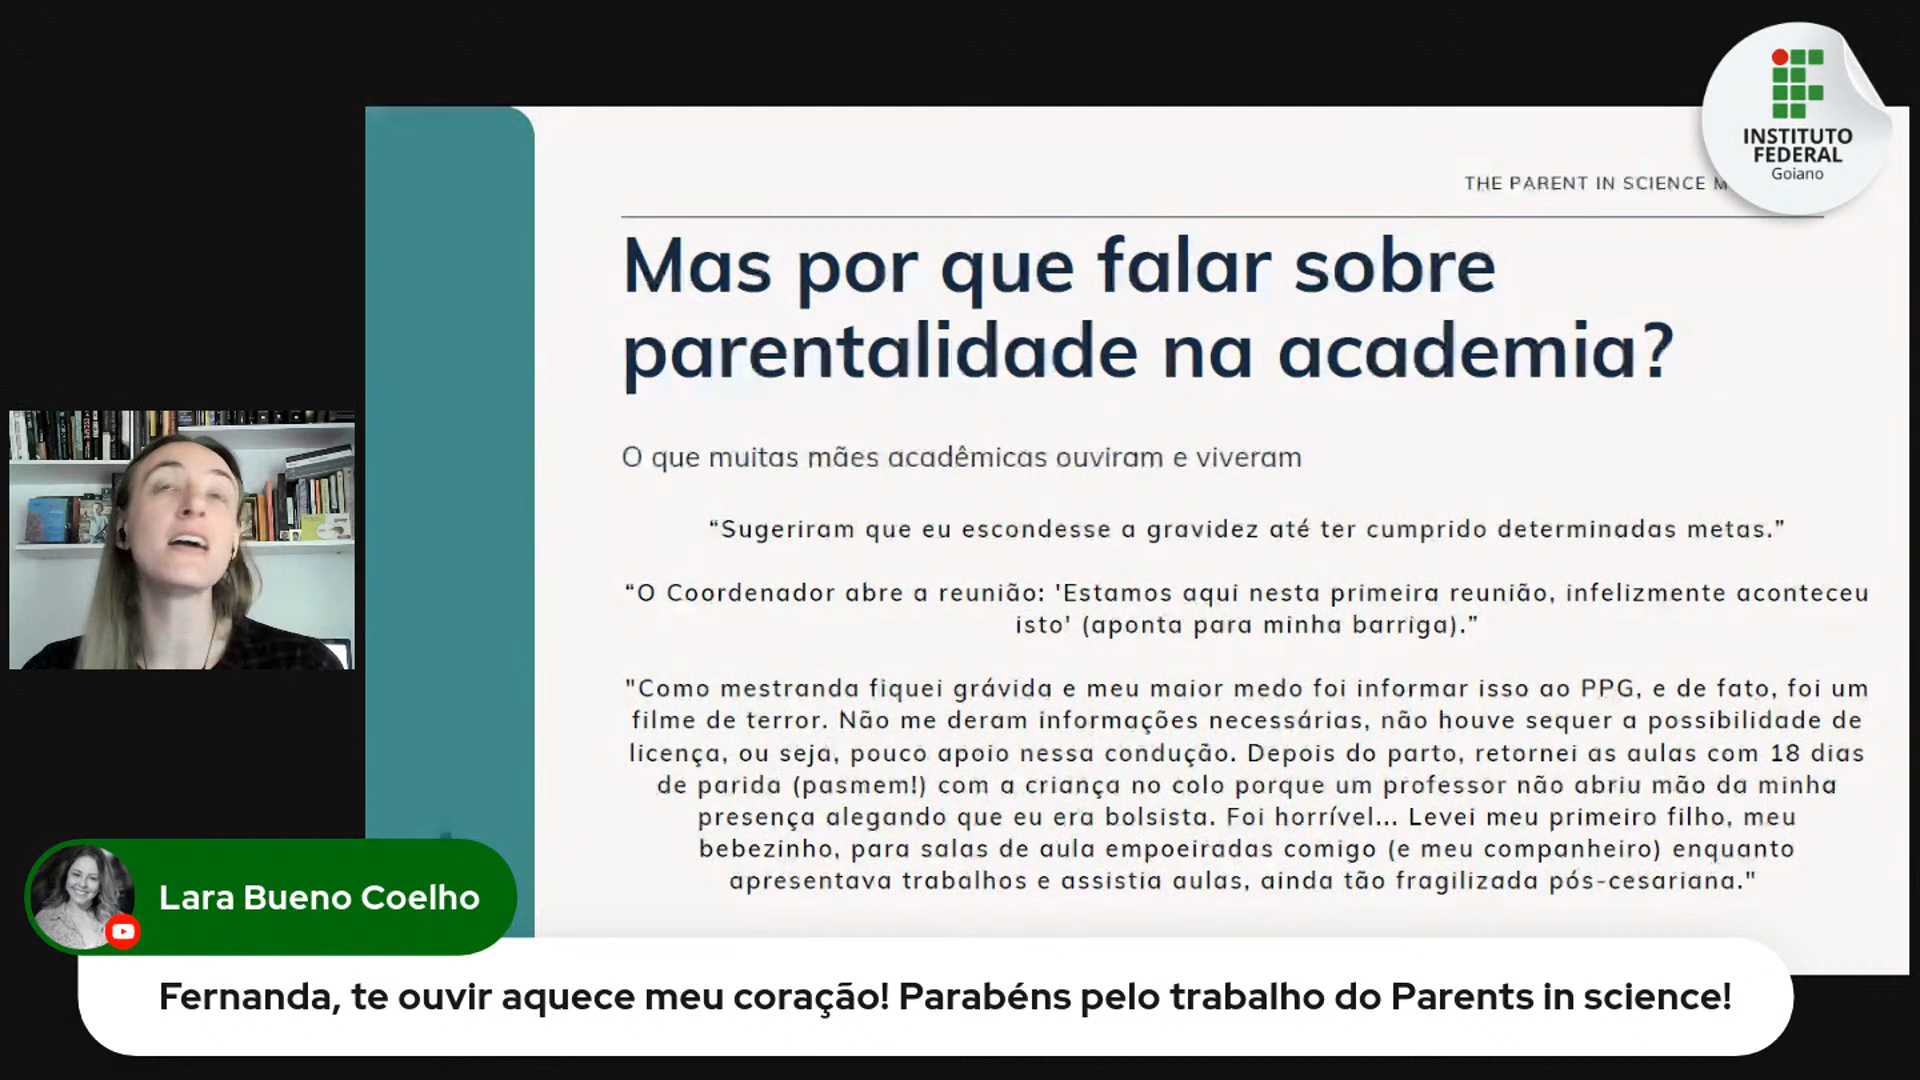 INSTITUTO
FEDERAL
Goiano
THE PARENT IN SCIENCE
Mas por que falar sobre
parentalidade na academia?
O que muitas mães acadêmicas ouviram e viveram
“Sugeriram que eu escondesse a gravidez até ter cumprido determinadas metas.”
“O Coordenador abre a reunião: 'Estamos aqui nesta primeira reunião, infelizmente aconteceu
isto' (aponta para minha barriga).”
"Como mestranda fiquei grávida e meu maior medo foi informar isso ao PPG, e de fato, foi um
filme de terror. Não me deram informações necessárias, não houve sequer a possibilidade de
licença, ou seja, pouco apoio nessa condução. Depois do parto, retornei as aulas com 18 dias
de parida (pasmem!) com a criança no colo porque um professor não abriu mão da minha
presença alegando que eu era bolsista. Foi horrível... Levei meu primeiro filho, meu
bebezinho, para salas de aula empoeiradas comigo (e meu companheiro) enquanto
apresentava trabalhos e assistia aulas, ainda tão fragilizada pós-cesariana."
Lara Bueno Coelho
Fernanda, te ouvir aquece meu coração! Parabéns pelo trabalho do Parents in science!